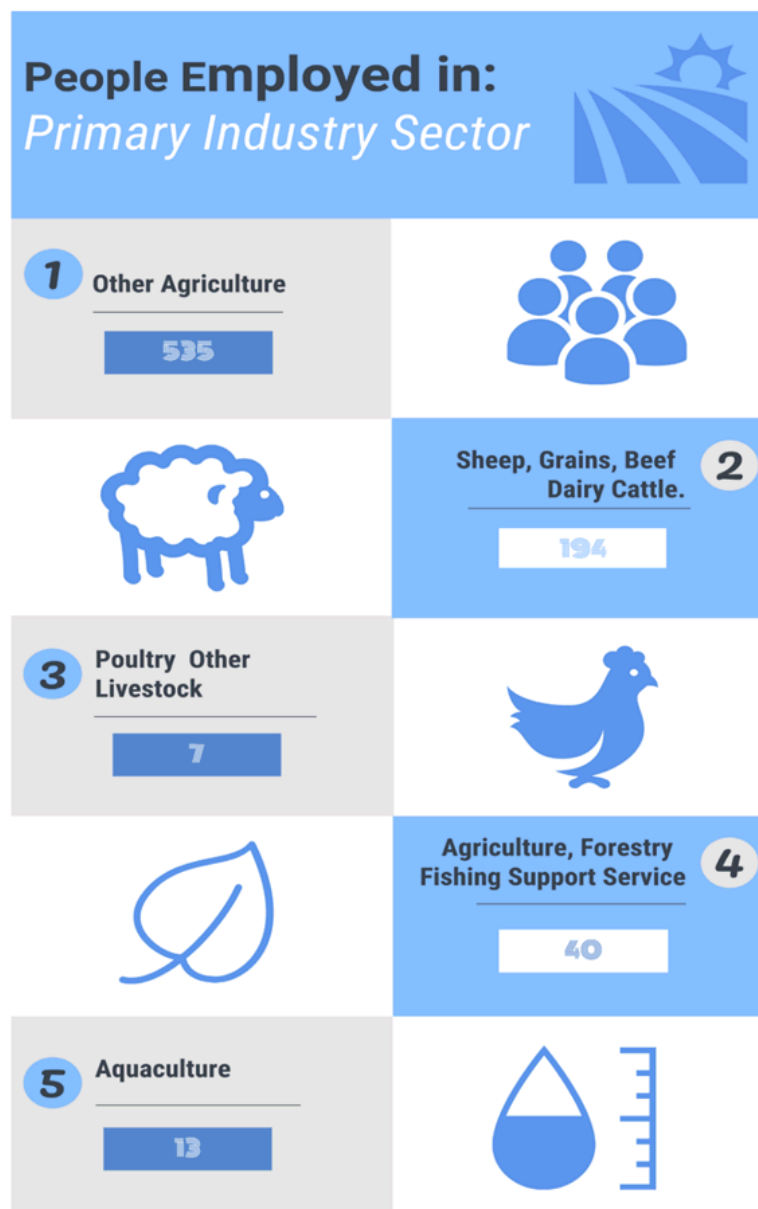 People Employed in:
Primary Industry Sector
1
Other Agriculture
535
Sheep, Grains, Beef
Dairy Cattle.
2
194
3
Poultry Other
Livestock
7
Agriculture, Forestry
Fishing Support Service
4
40
5
Aquaculture
13